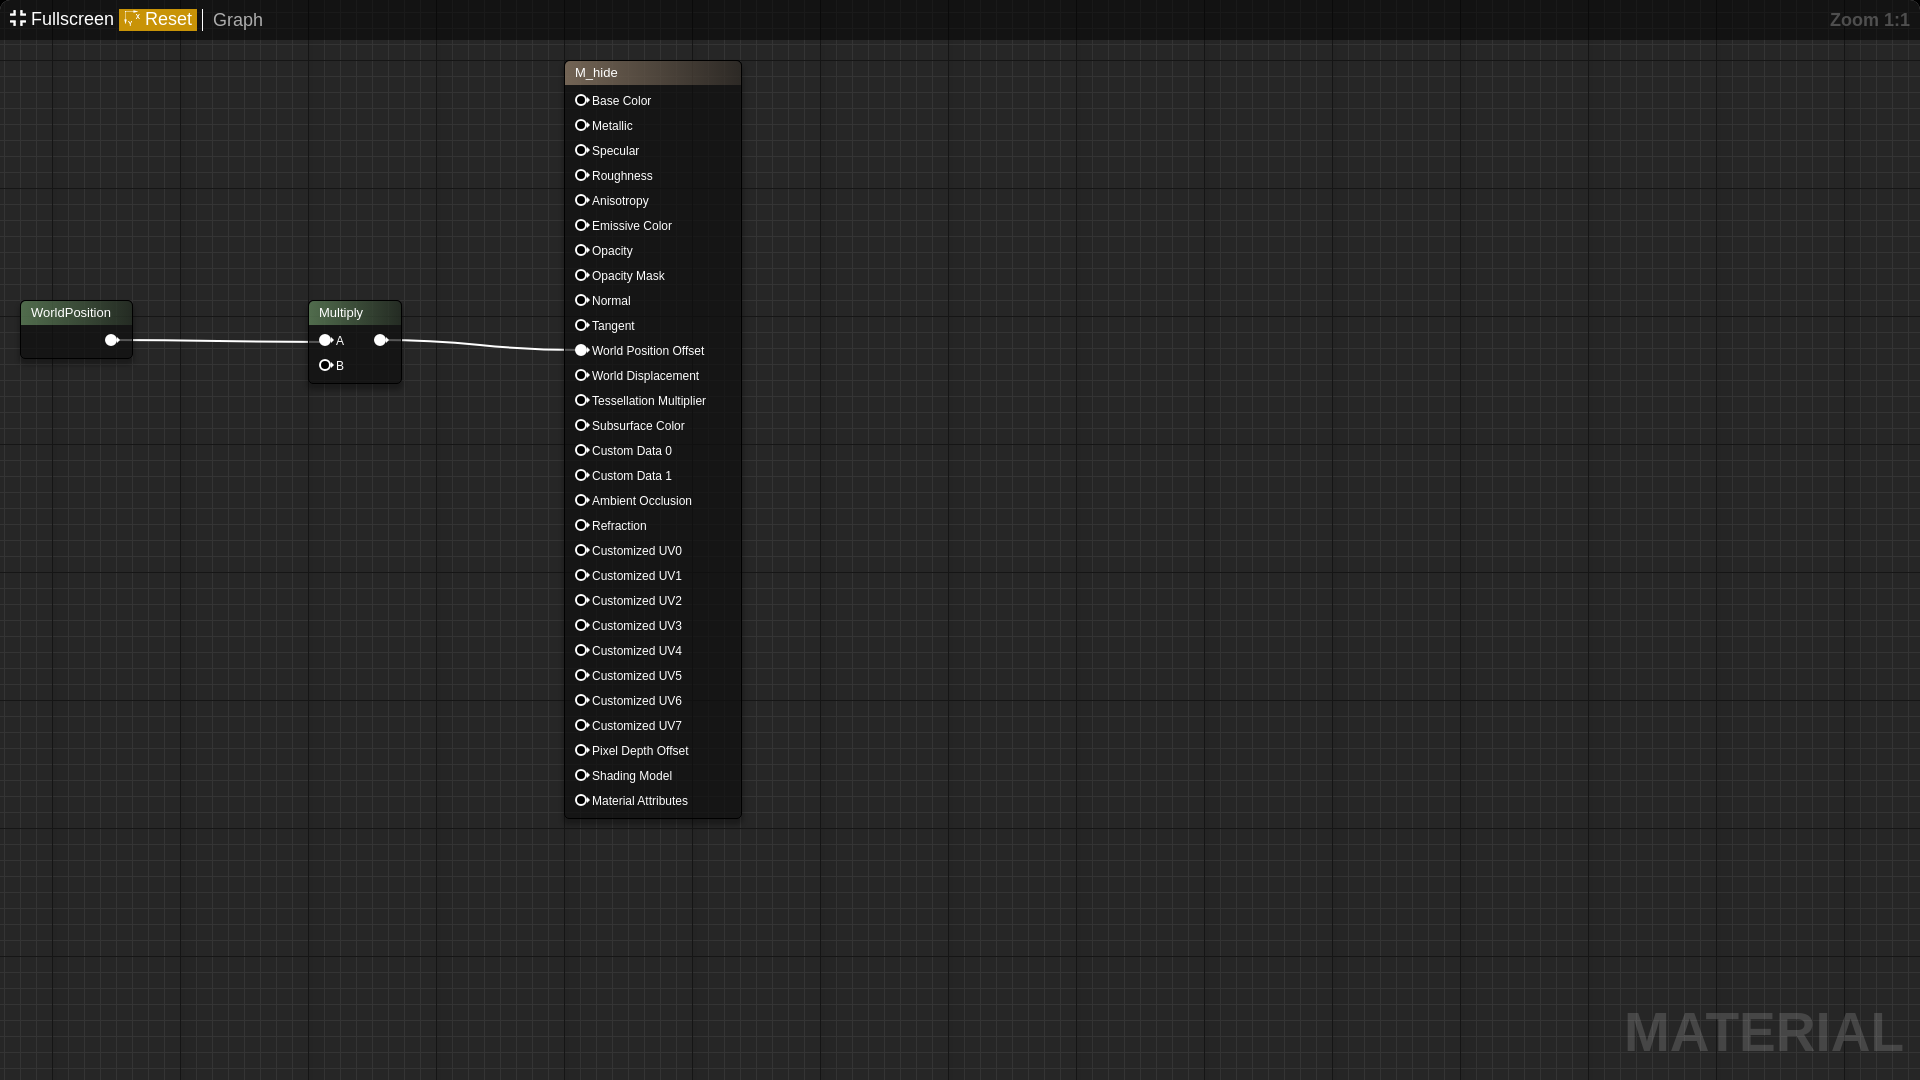 Fullscreen Reset Graph Zoom 1:1
M_hide
Base Color
Metallic
Specular
Roughness
Anisotropy
Emissive Color
Opacity
Opacity Mask
Normal
Tangent
World Position Offset
World Displacement
Tessellation Multiplier
Subsurface Color
Custom Data 0
Custom Data 1
Ambient Occlusion
Refraction
Customized UV0
Customized UV1
Customized UV2
Customized UV3
Customized UV4
Customized UV5
Customized UV6
Customized UV7
Pixel Depth Offset
Shading Model
Material Attributes
WorldPosition
Multiply
A
B
MATERIAL